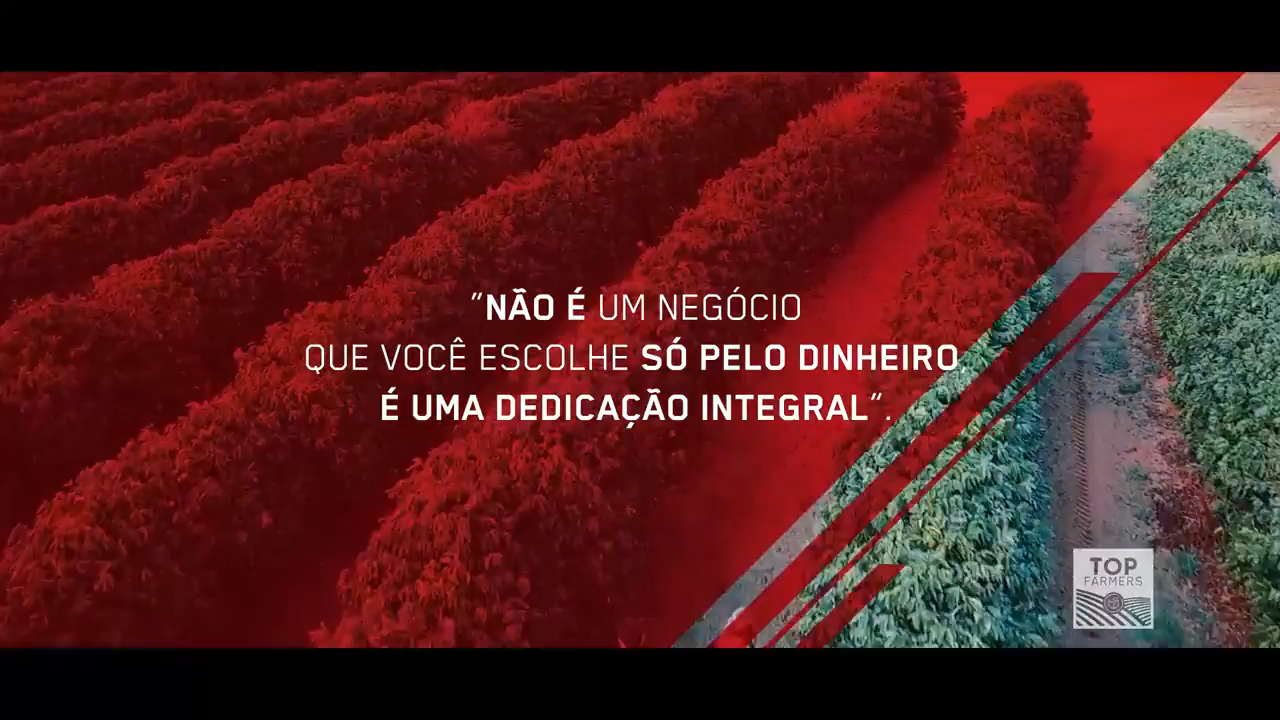 "NÃO É UM NEGÓCIO
QUE VOCÊ ESCOLHE SÓ PELO DINHEIRO,
É UMA DEDICAÇÃO INTEGRAL".
TOP
FARMERS